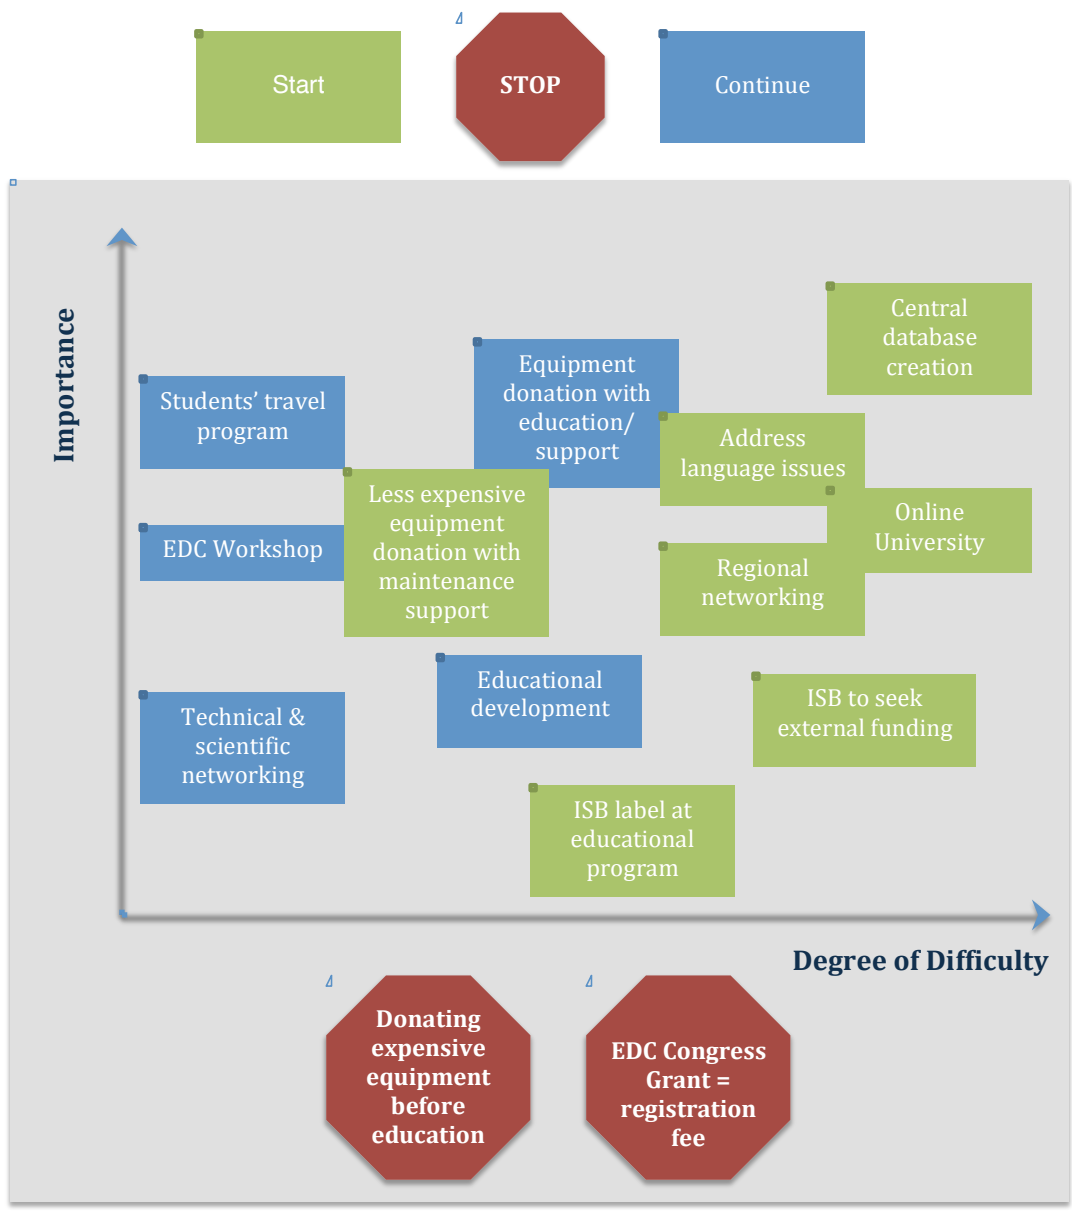 Start
STOP
Continue
Importance
Central
database
creation
Equipment
donation with
education/
support
Students’ travel
program
Address
language issues
Less expensive
equipment
donation with
maintenance
support
Online
University
EDC Workshop
Regional
networking
Educational
development
ISB to seek
external funding
Technical &
scientific
networking
ISB label at
educational
program
Degree of Difficulty
Donating
expensive
equipment
before
education
EDC Congress
Grant =
registration
fee